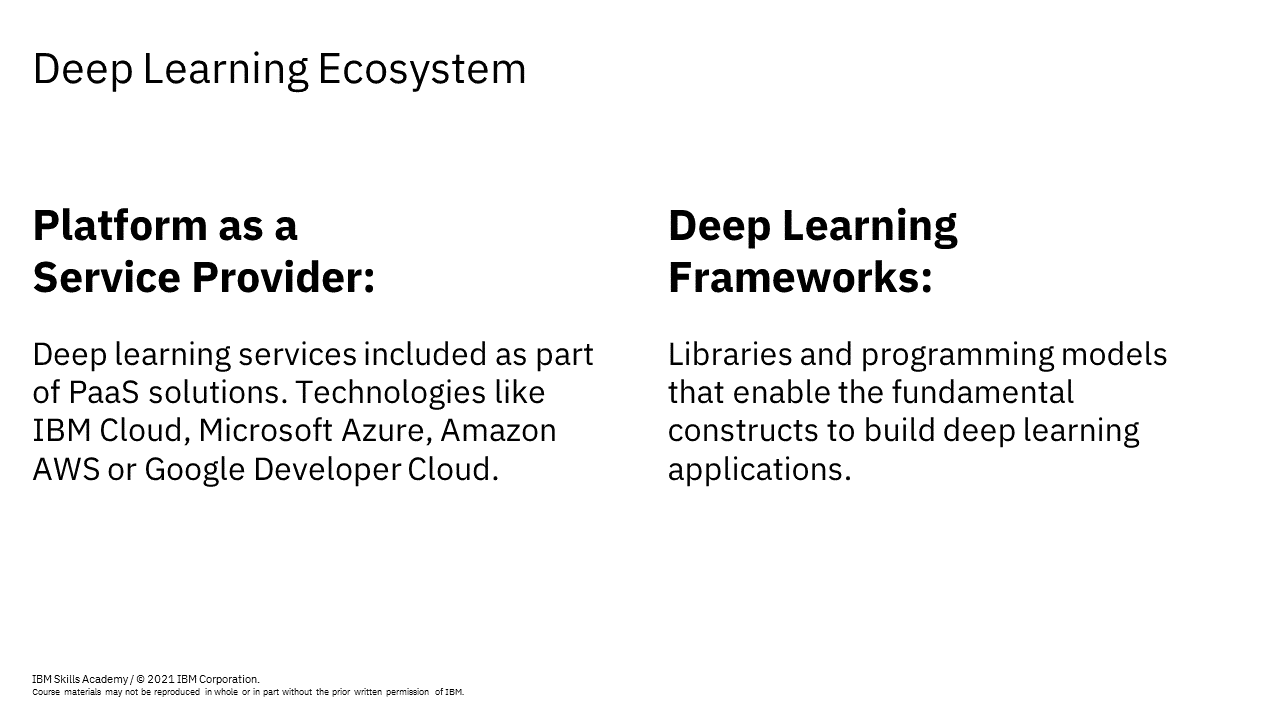 Deep Learning Ecosystem
Platform as a
Service Provider:
Deep learning services included as part
of PaaS solutions. Technologies like
IBM Cloud, Microsoft Azure, Amazon
AWS or Google Developer Cloud.
Deep Learning
Frameworks:
Libraries and programming models
that enable the fundamental
constructs to build deep learning
applications.
IBM Skills Academy / © 2021 IBM Corporation.
Course materials may not be reproduced in whole or in part without the prior written permission of IBM.